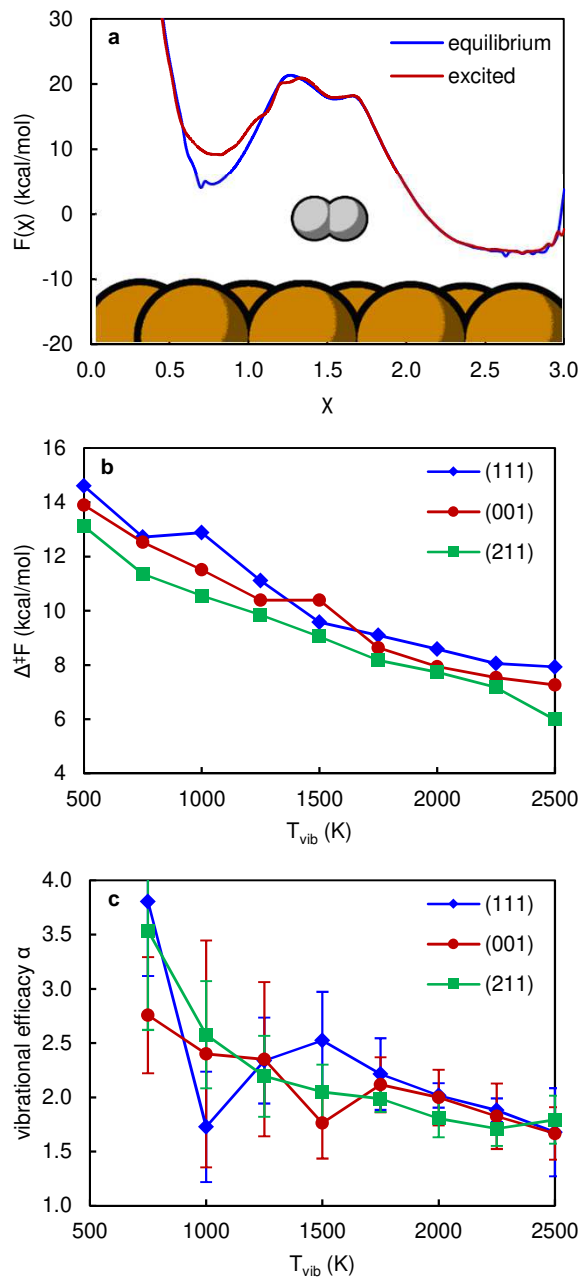 a
equilibrium
excited
F(χ) (kcal/mol)
30
20
10
0
-10
-20
0.0 0.5 1.0 1.5 2.0 2.5 3.0
χ
b
(111)
(001)
(211)
Δ‡F (kcal/mol)
16
14
12
10
8
6
4
500 1000 1500 2000 2500
Tvib (K)
c
(111)
(001)
(211)
vibrational efficacy α
4.0
3.5
3.0
2.5
2.0
1.5
1.0
500 1000 1500 2000 2500
Tvib (K)